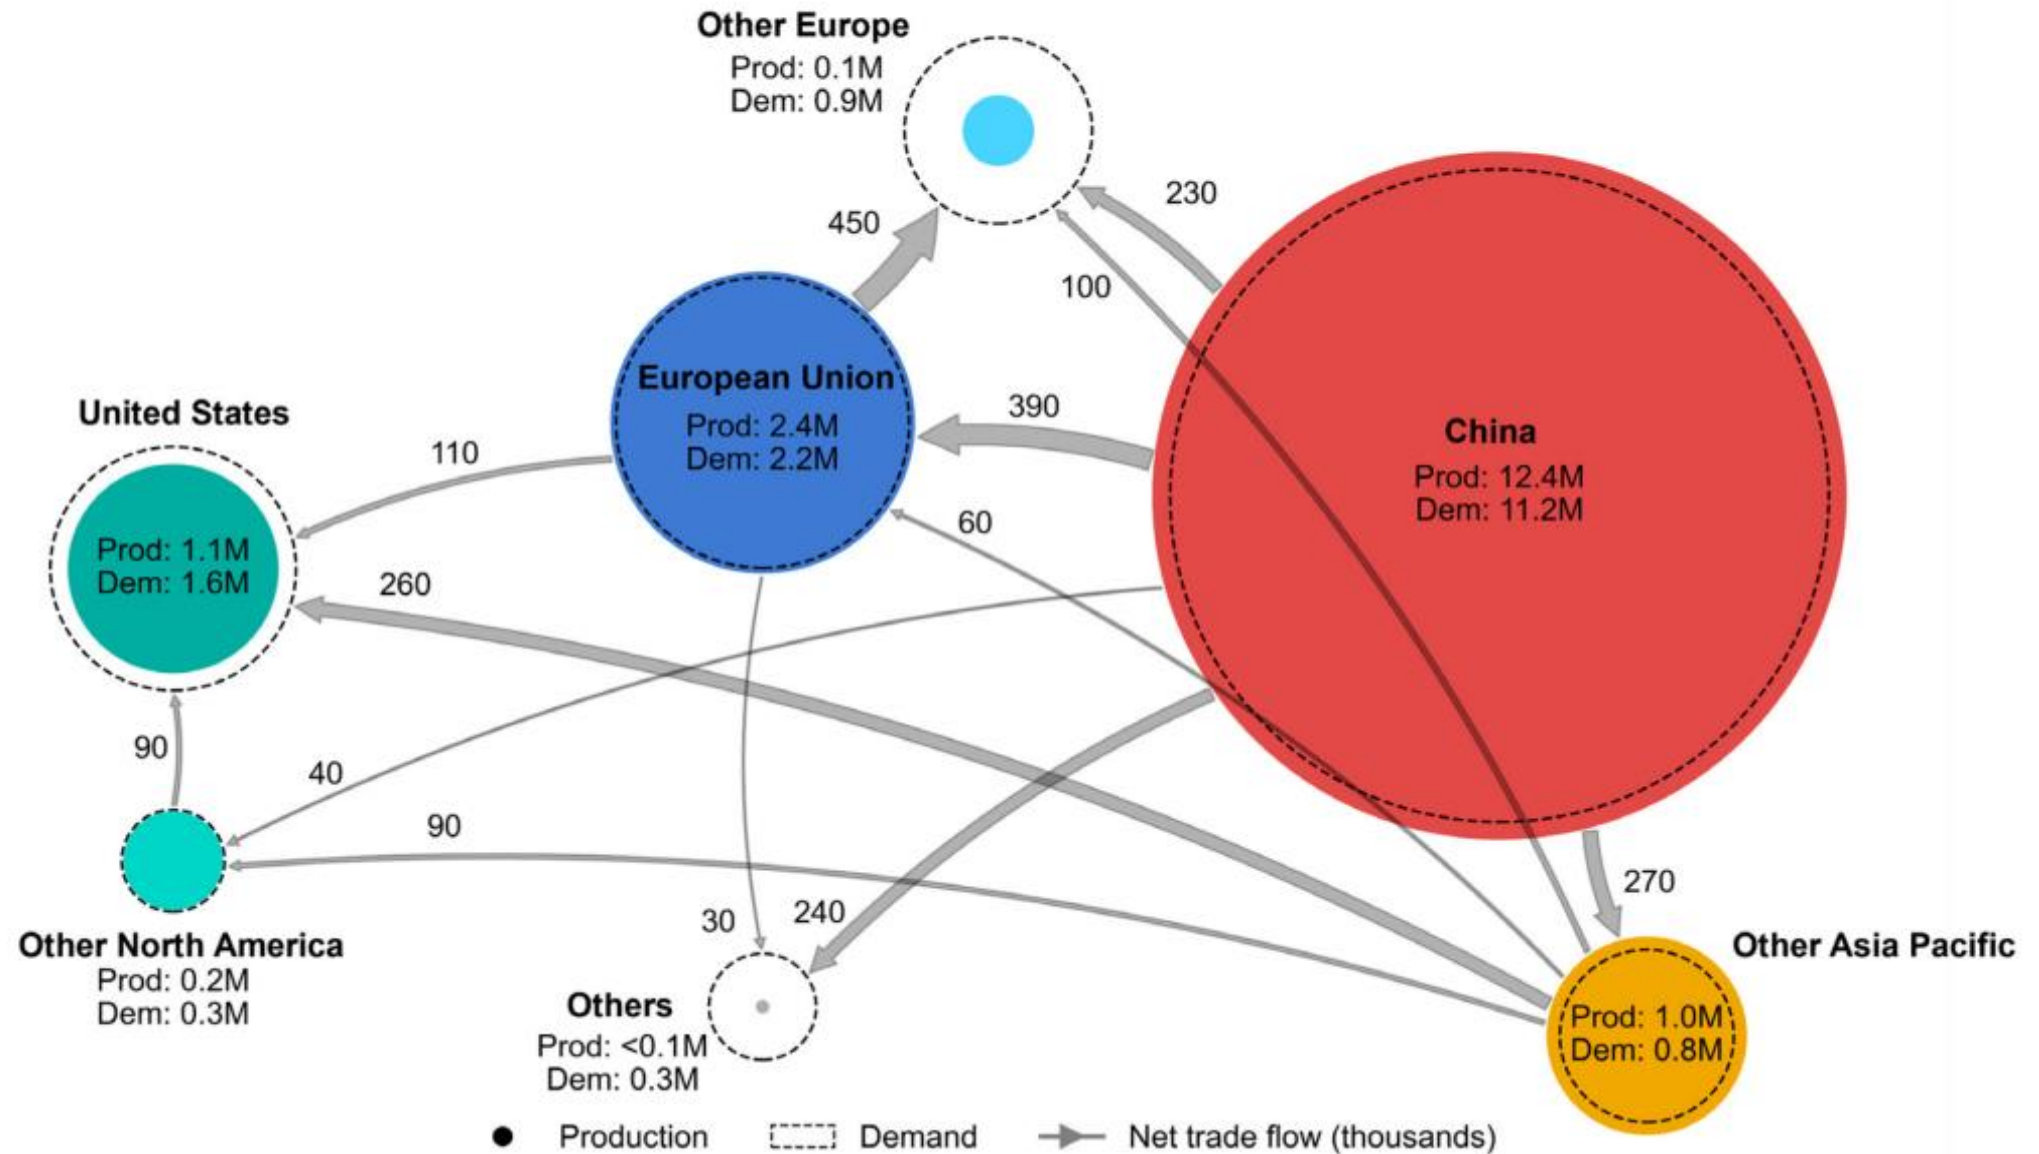 Other Europe
Prod: 0.1M
Dem: 0.9M
230
450
100
European Union
Prod: 2.4M
Dem: 2.2M
390
China
Prod: 12.4M
Dem: 11.2M
United States
110
60
Prod: 1.1M
Dem: 1.6M
260
90
40
90
270
30
240
Other North America
Prod: 0.2M
Dem: 0.3M
Other Asia Pacific
Others
Prod: <0.1M
Dem: 0.3M
Prod: 1.0M
Dem: 0.8M
Production
Demand
Net trade flow (thousands)